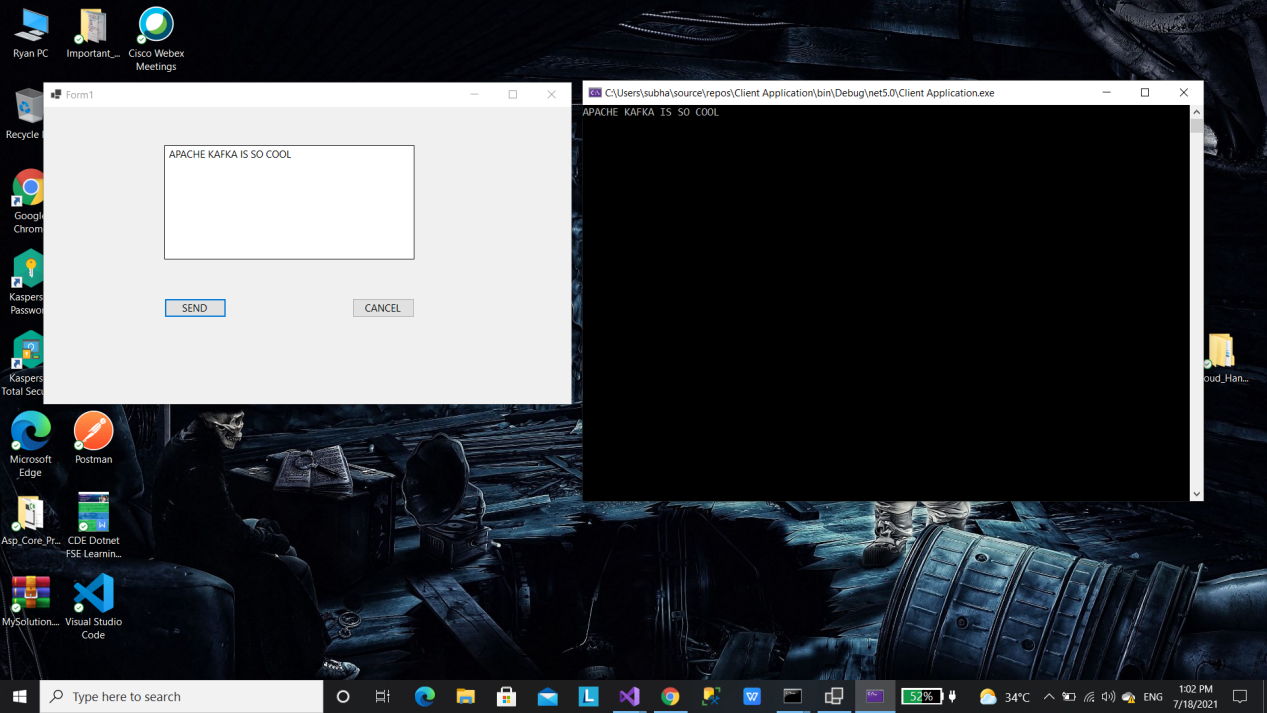 Ryan PC
Important_...
Cisco Webex
Meetings
Recycle
Google
Chrom
Kaspers
Passwor
Kaspers
Total Secu
Microsoft
Edge
Postman
Asp_Core_Pr...
CDE Dotnet
FSE Learnin...
MySolution....
Visual Studio
Code
Form1
APACHE KAFKA IS SO COOL
SEND
CANCEL
C:\Users\subha\source\repos\Client Application\bin\Debug\net5.0\Client Application.exe
APACHE KAFKA IS SO COOL
oud_Han...
Type here to search
52%
34°C
ENG
1:02 PM
7/18/2021